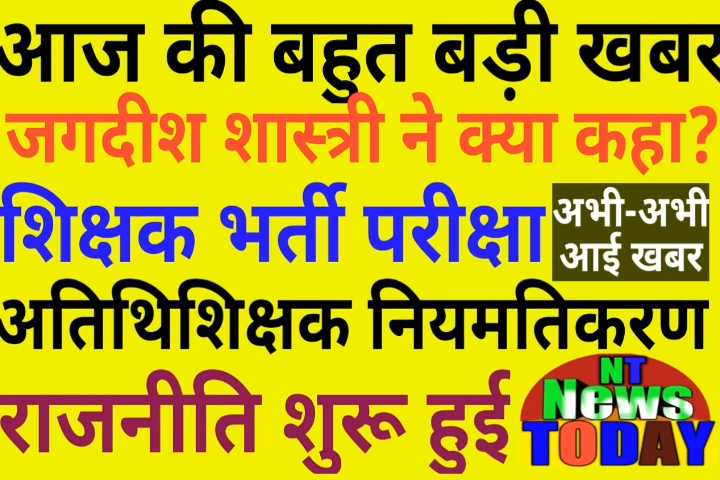 आज की बहुत बड़ी खबर
जगदीश शास्त्री ने क्या कहा?
शिक्षक भर्ती परीक्षा
अभी-अभी
आई खबर
अतिथिशिक्षक नियमतिकरण
राजनीति शुरू हुई
NT
News
TODAY